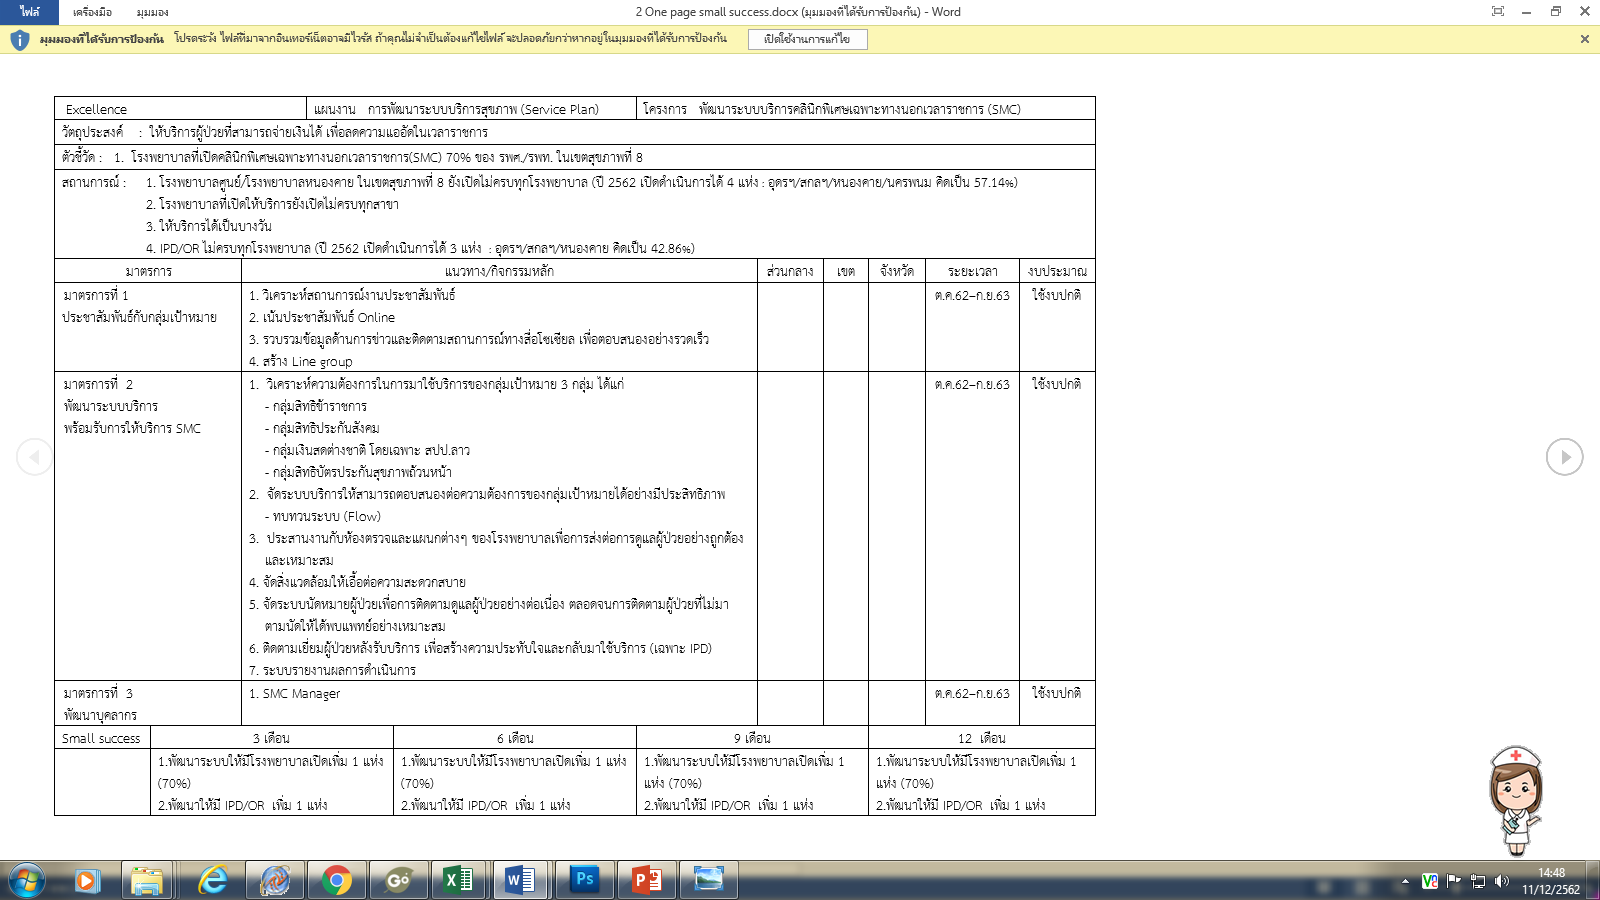 ไฟล์ เครื่องมือ มุมมอง 2 One page small success.docx (มุมมองที่ได้รับการป้องกัน) - Word
มุมมองที่ได้รับการป้องกัน โปรดระวัง ไฟล์ที่มาจากอินเทอร์เน็ตอาจมีไวรัส ถ้าคุณไม่จำเป็นต้องแก้ไขไฟล์ จะปลอดภัยกว่าหากอยู่ในมุมมองที่ได้รับการป้องกัน เปิดใช้งานการแก้ไข
Excellence แผนงาน การพัฒนาระบบบริการสุขภาพ (Service Plan) โครงการ พัฒนาระบบบริการคลินิกพิเศษเฉพาะทางนอกเวลาราชการ (SMC)
วัตถุประสงค์ : ให้บริการผู้ป่วยที่สามารถจ่ายเงินได้ เพื่อลดความแออัดในเวลาราชการ
ตัวชี้วัด : 1. โรงพยาบาลที่เปิดคลินิกพิเศษเฉพาะทางนอกเวลาราชการ(SMC) 70% ของ รพศ./รพท. ในเขตสุขภาพที่ 8
สถานการณ์ : 1. โรงพยาบาลศูนย์/โรงพยาบาลหนองคาย ในเขตสุขภาพที่ 8 ยังเปิดไม่ครบทุกโรงพยาบาล (ปี 2562 เปิดดำเนินการได้ 4 แห่ง : อุดรฯ/สกลฯ/หนองคาย/นครพนม คิดเป็น 57.14%)
2. โรงพยาบาลที่เปิดให้บริการยังเปิดไม่ครบทุกสาขา
3. ให้บริการได้เป็นบางวัน
4. IPD/OR ไม่ครบทุกโรงพยาบาล (ปี 2562 เปิดดำเนินการได้ 3 แห่ง : อุดรฯ/สกลฯ/หนองคาย คิดเป็น 42.86%)
มาตรการ แนวทาง/กิจกรรมหลัก ส่วนกลาง เขต จังหวัด ระยะเวลา งบประมาณ
มาตรการที่ 1 1. วิเคราะห์สถานการณ์งานประชาสัมพันธ์ ต.ค.62–ก.ย.63 ใช้งบปกติ
ประชาสัมพันธ์กับกลุ่มเป้าหมาย 2. เน้นประชาสัมพันธ์ Online
3. รวบรวมข้อมูลด้านการข่าวและติดตามสถานการณ์ทางสื่อโซเซียล เพื่อตอบสนองอย่างรวดเร็ว
4. สร้าง Line group
มาตรการที่ 2 1. วิเคราะห์ความต้องการในการมาใช้บริการของกลุ่มเป้าหมาย 3 กลุ่ม ได้แก่ ต.ค.62–ก.ย.63 ใช้งบปกติ
พัฒนาระบบบริการ - กลุ่มสิทธิข้าราชการ
พร้อมรับการให้บริการ SMC - กลุ่มสิทธิประกันสังคม
- กลุ่มเงินสดต่างชาติ โดยเฉพาะ สปป.ลาว
- กลุ่มสิทธิบัตรประกันสุขภาพถ้วนหน้า
2. จัดระบบบริการให้สามารถตอบสนองต่อความต้องการของกลุ่มเป้าหมายได้อย่างมีประสิทธิภาพ
- ทบทวนระบบ (Flow)
3. ประสานงานกับห้องตรวจและแผนกต่างๆ ของโรงพยาบาลเพื่อการส่งต่อการดูแลผู้ป่วยอย่างถูกต้อง
และเหมาะสม
4. จัดสิ่งแวดล้อมให้เอื้อต่อความสะดวกสบาย
5. จัดระบบนัดหมายผู้ป่วยเพื่อการติดตามดูแลผู้ป่วยอย่างต่อเนื่อง ตลอดจนการติดตามผู้ป่วยที่ไม่มา
ตามนัดให้ได้พบแพทย์อย่างเหมาะสม
6. ติดตามเยี่ยมผู้ป่วยหลังรับบริการ เพื่อสร้างความประทับใจและกลับมาใช้บริการ (เฉพาะ IPD)
7. ระบบรายงานผลการดำเนินการ
มาตรการที่ 3 1. SMC Manager ต.ค.62–ก.ย.63 ใช้งบปกติ
พัฒนาบุคลากร
Small success 3 เดือน 6 เดือน 9 เดือน 12 เดือน
1.พัฒนาระบบให้มีโรงพยาบาลเปิดเพิ่ม 1 แห่ง 1.พัฒนาระบบให้มีโรงพยาบาลเปิดเพิ่ม 1 แห่ง 1.พัฒนาระบบให้มีโรงพยาบาลเปิดเพิ่ม 1 1.พัฒนาระบบให้มีโรงพยาบาลเปิดเพิ่ม 1
(70%) (70%) แห่ง (70%) แห่ง (70%)
2.พัฒนาให้มี IPD/OR เพิ่ม 1 แห่ง 2.พัฒนาให้มี IPD/OR เพิ่ม 1 แห่ง 2.พัฒนาให้มี IPD/OR เพิ่ม 1 แห่ง 2.พัฒนาให้มี IPD/OR เพิ่ม 1 แห่ง
Go Ps 14:48
11/12/2562